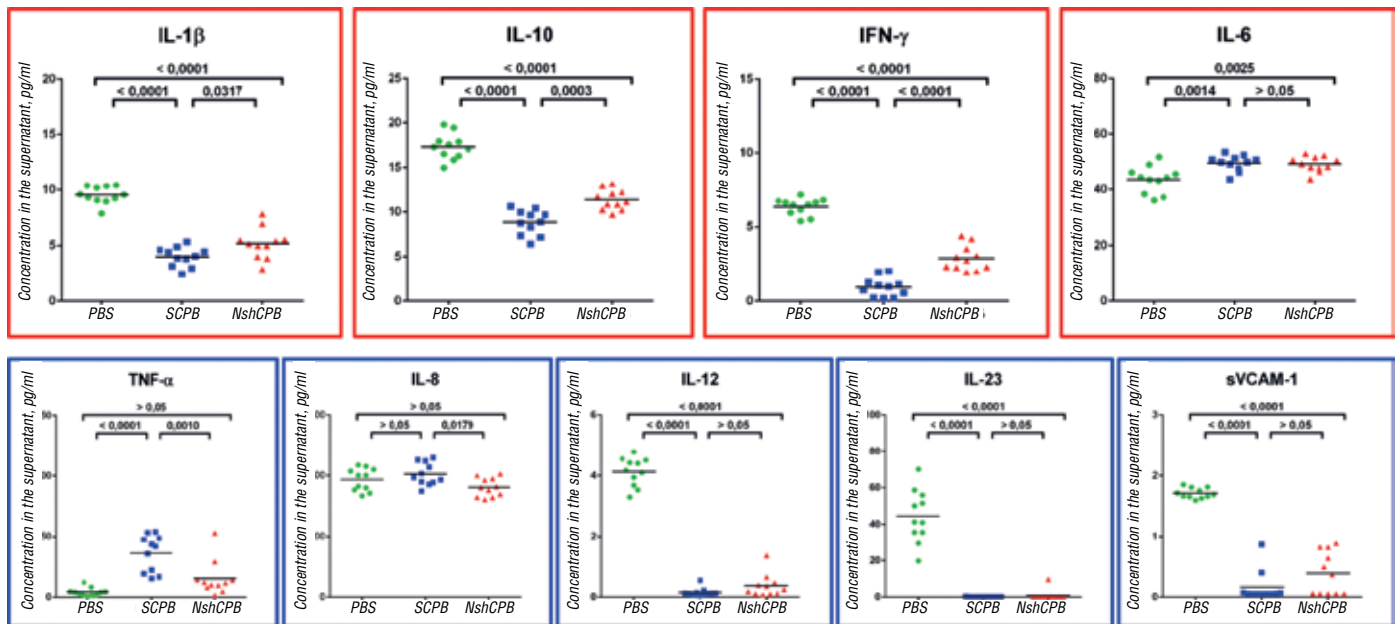 IL-1β
Concentration in the supernatant, pg/ml
< 0,0001
< 0,0001 0,0317
20
15
10
5
0
PBS SCPB NshCPB
IL-10
Concentration in the supernatant, pg/ml
< 0,0001
< 0,0001 0,0003
25
20
15
10
5
0
PBS SCPB NshCPB
IFN-γ
Concentration in the supernatant, pg/ml
< 0,0001
< 0,0001 < 0,0001
15
10
5
0
PBS SCPB NshCPB
IL-6
Concentration in the supernatant, pg/ml
0,0025
0,0014 > 0,05
80
60
40
20
0
PBS SCPB NshCPB
TNF-α
Concentration in the supernatant, pg/ml
> 0,05
< 0,0001 0,0010
50
00
50
0
PBS SCPB NshCPB
IL-8
Concentration in the supernatant, pg/ml
> 0,05
> 0,05 0,0179
00
00
0
PBS SCPB NshCPB
IL-12
Concentration in the supernatant, pg/ml
< 0,0001
< 0,0001 > 0,05
6
4
2
0
PBS SCPB NshCPB
IL-23
Concentration in the supernatant, pg/ml
< 0,0001
< 0,0001 > 0,05
00
80
60
40
20
0
PBS SCPB NshCPB
sVCAM-1
Concentration in the supernatant, pg/ml
< 0,0001
< 0,0001 > 0,05
3
2
1
0
PBS SCPB NshCPB